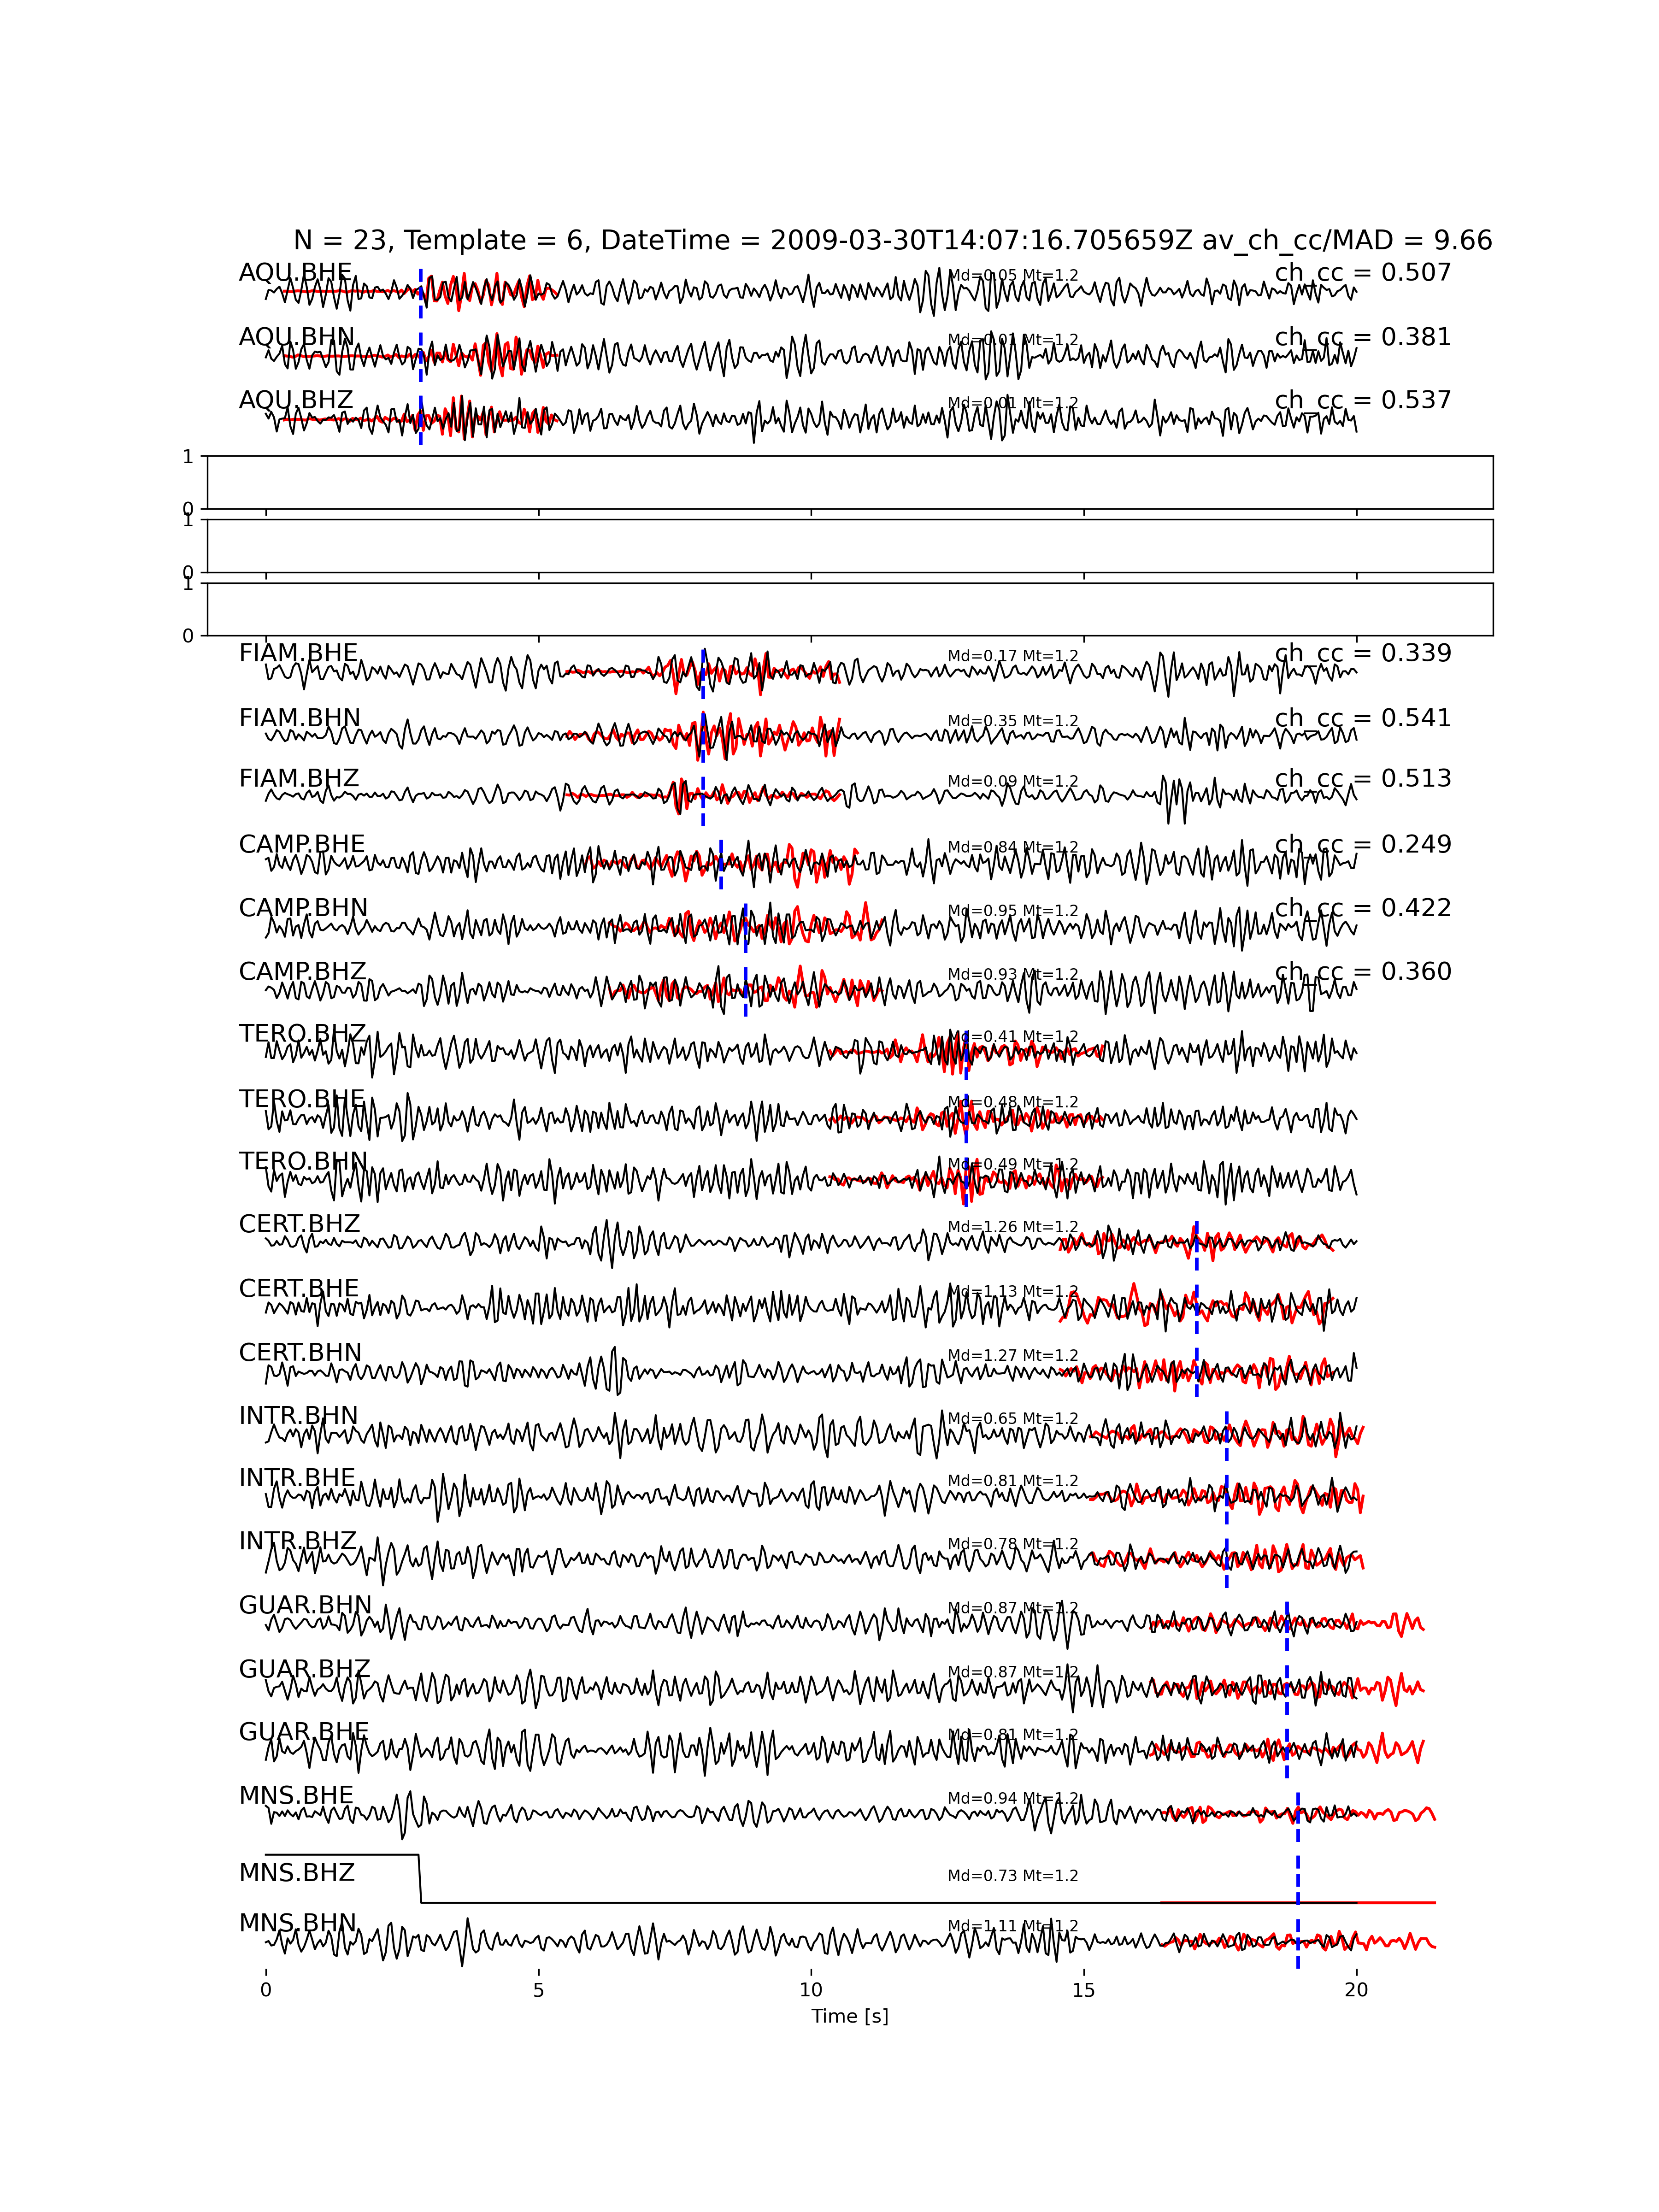 N = 23, Template = 6, DateTime = 2009-03-30T14:07:16.705659Z av_ch_cc/MAD = 9.66
AQU.BHE Md=0.05 Mt=1.2 ch_cc = 0.507
AQU.BHN Md=0.01 Mt=1.2 ch_cc = 0.381
AQU.BHZ Md=0.01 Mt=1.2 ch_cc = 0.537
1
0
1
0
1
0
FIAM.BHE Md=0.17 Mt=1.2 ch_cc = 0.339
FIAM.BHN Md=0.35 Mt=1.2 ch_cc = 0.541
FIAM.BHZ Md=0.09 Mt=1.2 ch_cc = 0.513
CAMP.BHE Md=0.84 Mt=1.2 ch_cc = 0.249
CAMP.BHN Md=0.95 Mt=1.2 ch_cc = 0.422
CAMP.BHZ Md=0.93 Mt=1.2 ch_cc = 0.360
TERO.BHZ Md=0.41 Mt=1.2
TERO.BHE Md=0.48 Mt=1.2
TERO.BHN Md=0.49 Mt=1.2
CERT.BHZ Md=1.26 Mt=1.2
CERT.BHE Md=1.13 Mt=1.2
CERT.BHN Md=1.27 Mt=1.2
INTR.BHN Md=0.65 Mt=1.2
INTR.BHE Md=0.81 Mt=1.2
INTR.BHZ Md=0.78 Mt=1.2
GUAR.BHN Md=0.87 Mt=1.2
GUAR.BHZ Md=0.87 Mt=1.2
GUAR.BHE Md=0.81 Mt=1.2
MNS.BHE Md=0.94 Mt=1.2
MNS.BHZ Md=0.73 Mt=1.2
MNS.BHN Md=1.11 Mt=1.2
0 5 10 15 20
Time [s]